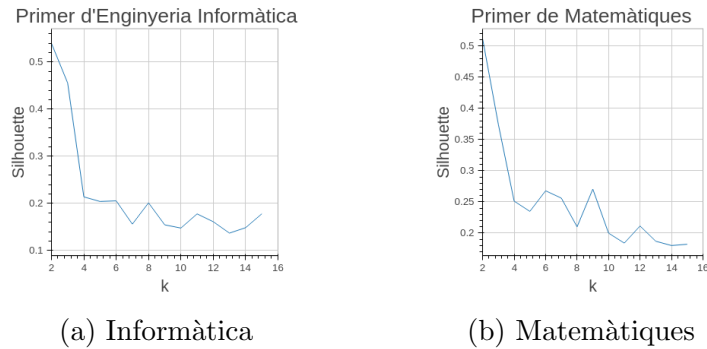 Primer d'Enginyeria Informàtica
Silhouette
0.5
0.4
0.3
0.2
0.1
2 4 6 8 10 12 14 16
k
(a) Informàtica
Primer de Matemàtiques
Silhouette
0.5
0.45
0.4
0.35
0.3
0.25
0.2
2 4 6 8 10 12 14 16
k
(b) Matemàtiques